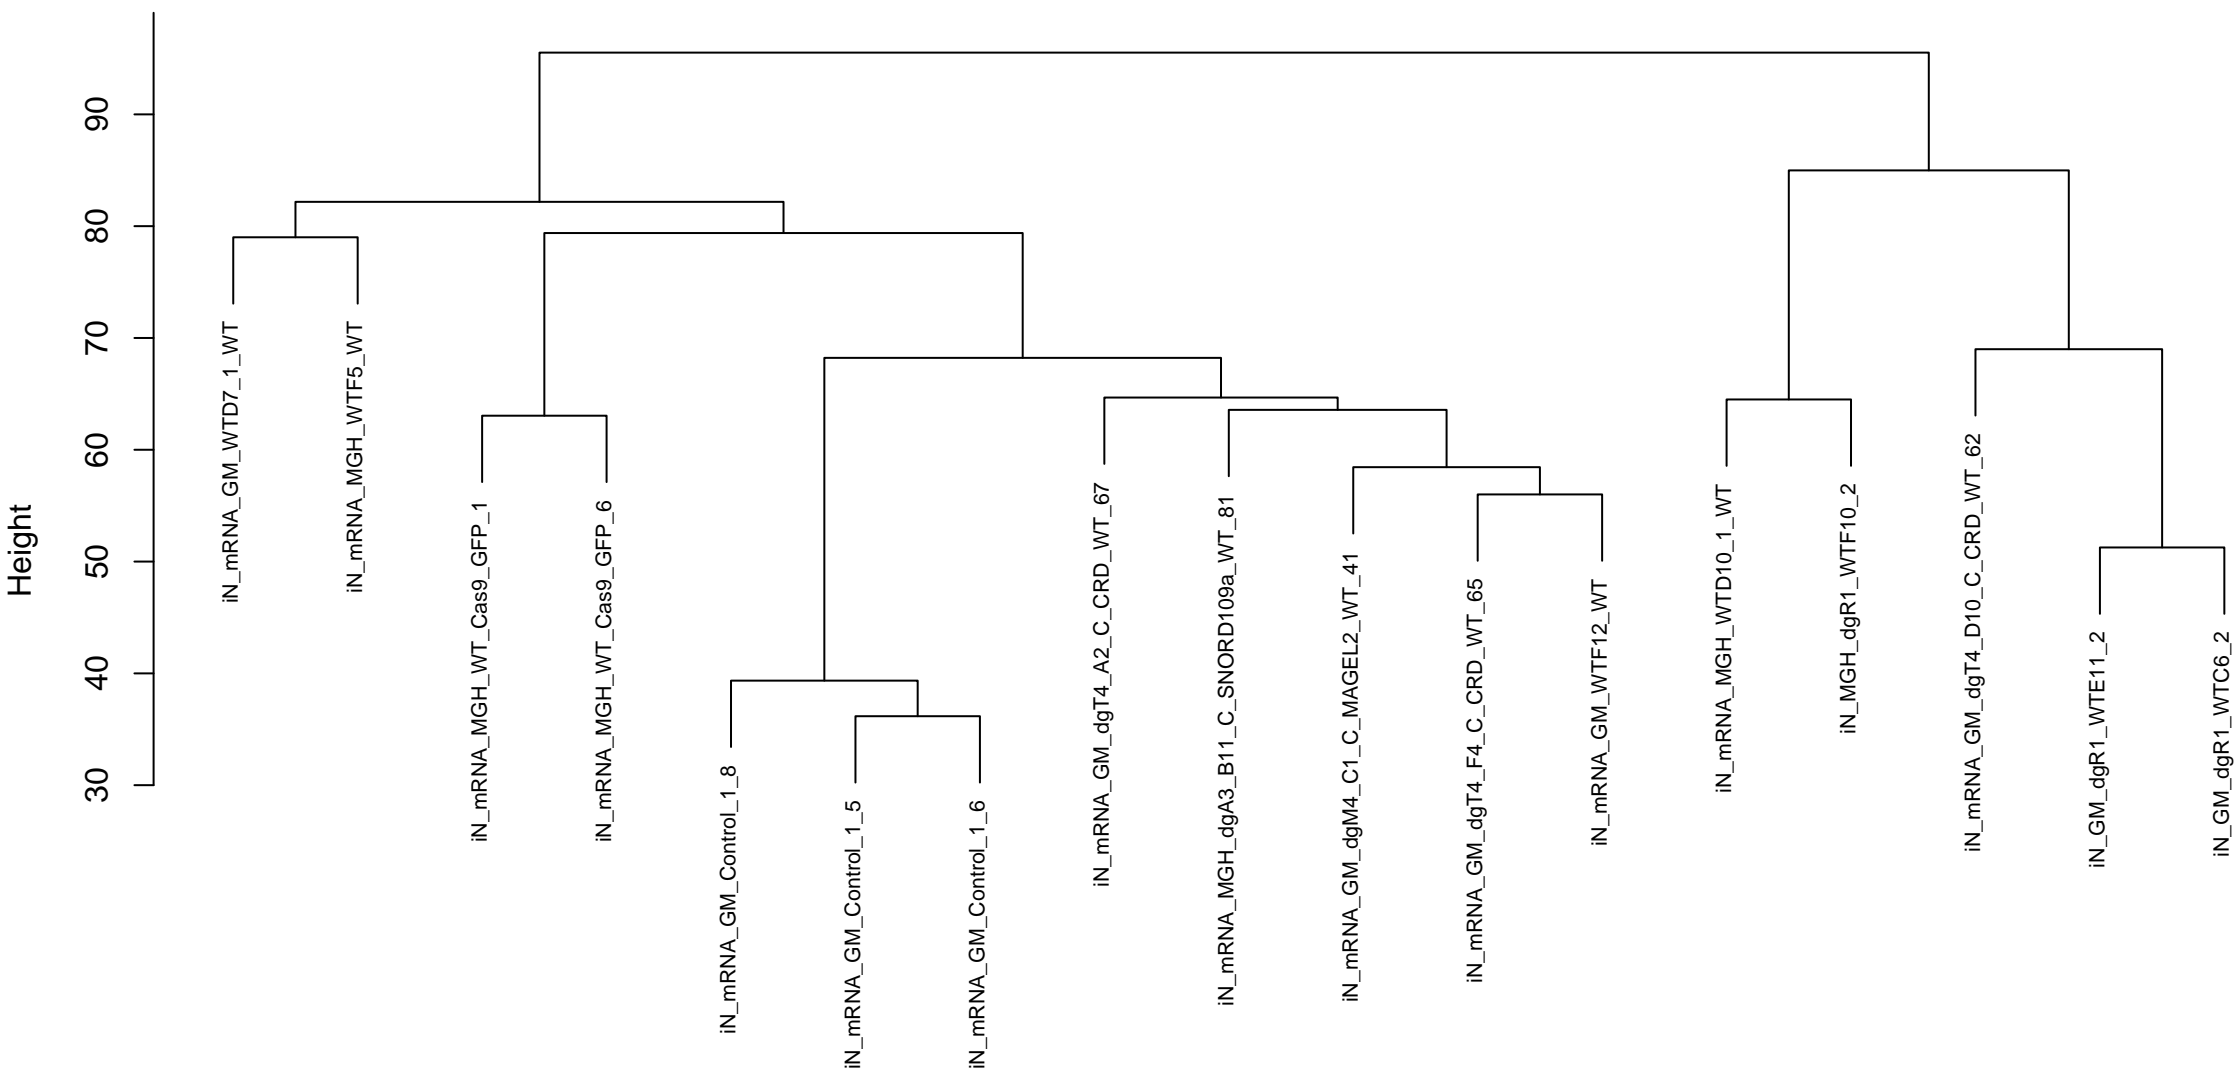 Height
90
80
70
60
50
40
30
iN_mRNA_GM_WTD7_1_WT
iN_mRNA_MGH_WTF5_WT
iN_mRNA_MGH_WT_Cas9_GFP_1
iN_mRNA_MGH_WT_Cas9_GFP_6
iN_mRNA_GM_Control_1_8
iN_mRNA_GM_Control_1_5
iN_mRNA_GM_Control_1_6
iN_mRNA_GM_dgT4_A2_C_CRD_WT_67
iN_mRNA_MGH_dgA3_B11_C_SNORD109a_WT_81
iN_mRNA_GM_dgM4_C1_C_MAGEL2_WT_41
iN_mRNA_GM_dgT4_F4_C_CRD_WT_65
iN_mRNA_GM_WTF12_WT
iN_mRNA_MGH_WTD10_1_WT
iN_MGH_dgR1_WTF10_2
iN_mRNA_GM_dgT4_D10_C_CRD_WT_62
iN_GM_dgR1_WTE11_2
iN_GM_dgR1_WTC6_2